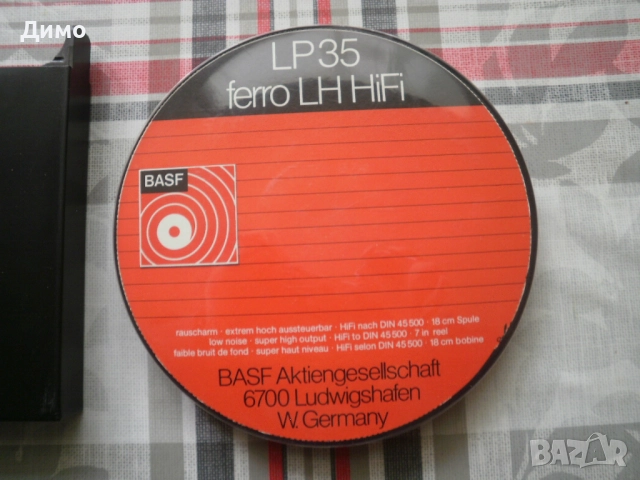 Димо
LP35
ferro LH HiFi
BASF
rauscharm · extrem hoch aussteuerbar · HiFi nach DIN 45 500 · 18 cm Spule
low noise · super high output · HiFi to DIN 45 500 · 7 in reel
faible bruit de fond · super haut niveau · HiFi selon DIN 45 500 · 18 cm bobine
BASF Aktiengesellschaft
6700 Ludwigshafen
W. Germany
BAZAR
.bg